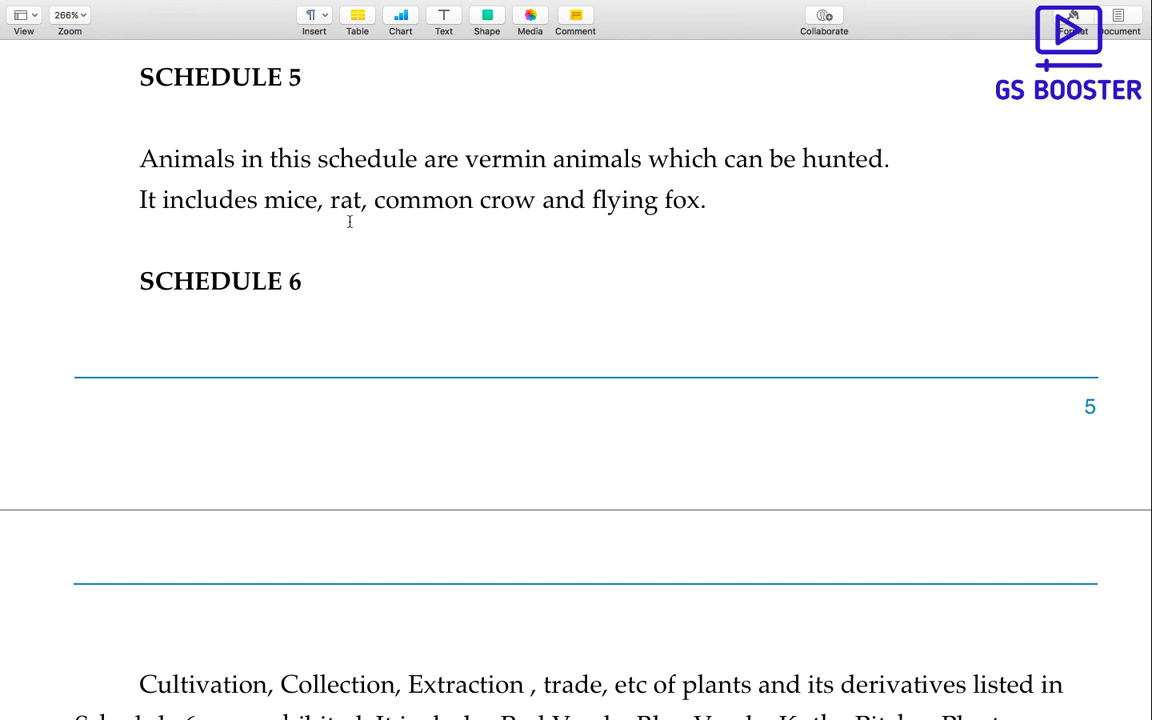 View
266%
Zoom
Insert
Table
Chart
Text
Shape
Media
Comment
Collaborate
Format
Document
GS BOOSTER
SCHEDULE 5
Animals in this schedule are vermin animals which can be hunted.
It includes mice, rat, common crow and flying fox.
SCHEDULE 6
5
Cultivation, Collection, Extraction , trade, etc of plants and its derivatives listed in